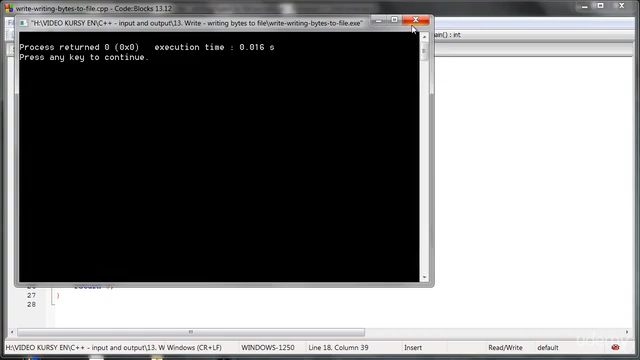 write-writing-bytes-to-file.cpp - Code::Blocks 13.12
"H:\VIDEO KURSY EN\C++ - input and output\13. Write - writing bytes to file\write-writing-bytes-to-file.exe"
main() : int
Process returned 0 (0x0)   execution time : 0.016 s
Press any key to continue.
27 }
28
H:\VIDEO KURSY EN\C++ - input and output\13. W Windows (CR+LF) WINDOWS-1250 Line 18, Column 39 Insert Read/Write default
udemy